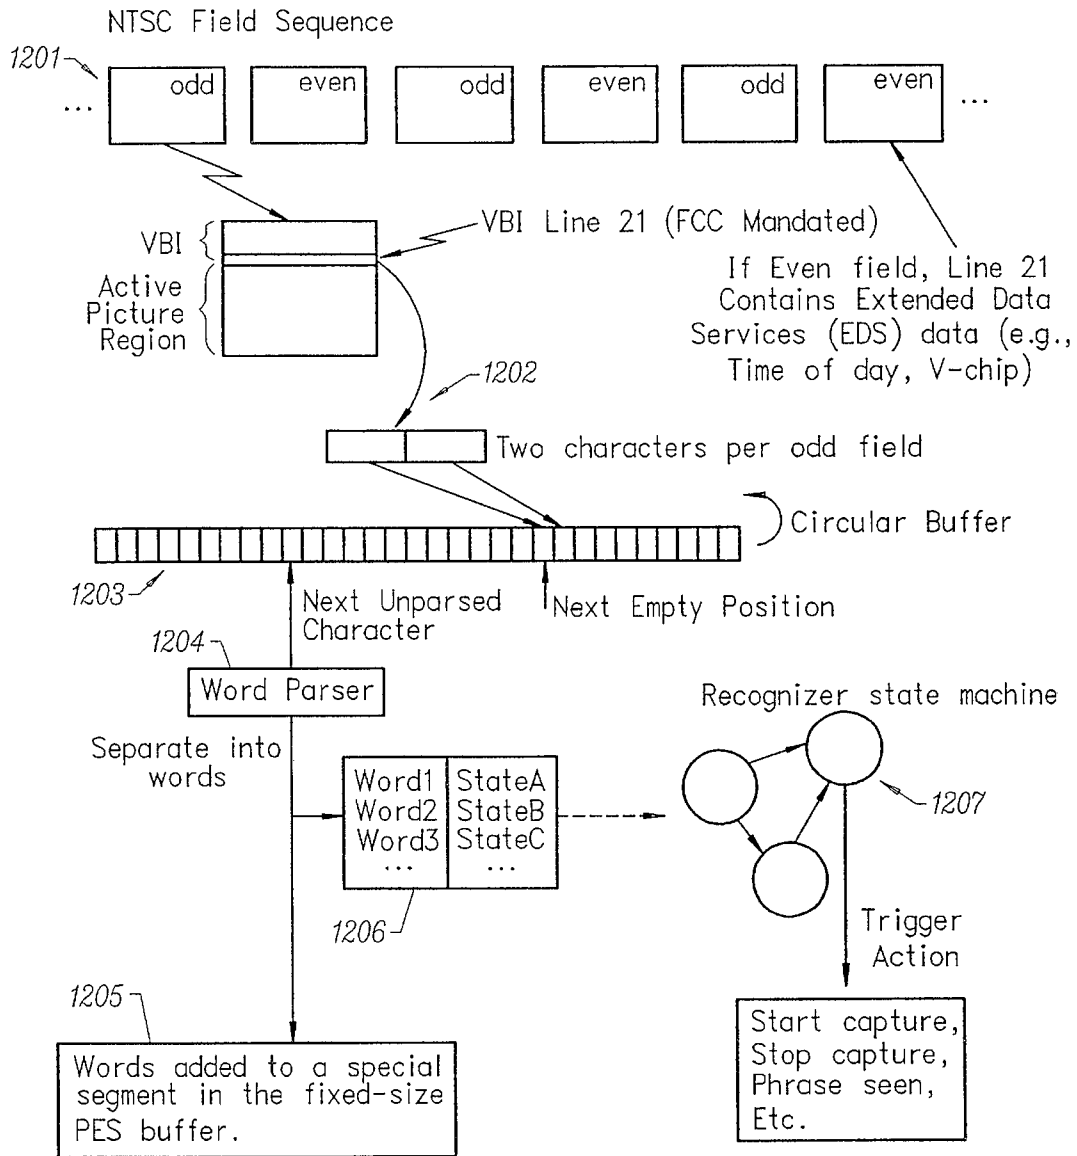 NTSC Field Sequence
1201
... odd even odd even odd even ...
VBI
VBI Line 21 (FCC Mandated)
Active
Picture
Region
If Even field, Line 21
Contains Extended Data
Services (EDS) data (e.g.,
Time of day, V-chip)
1202
Two characters per odd field
Circular Buffer
1203
Next Unparsed
Character
Next Empty Position
1204
Word Parser
Separate into
words
Word1 StateA
Word2 StateB
Word3 StateC
... ...
1206
Recognizer state machine
1207
Trigger
Action
1205
Words added to a special
segment in the fixed-size
PES buffer.
Start capture,
Stop capture,
Phrase seen,
Etc.